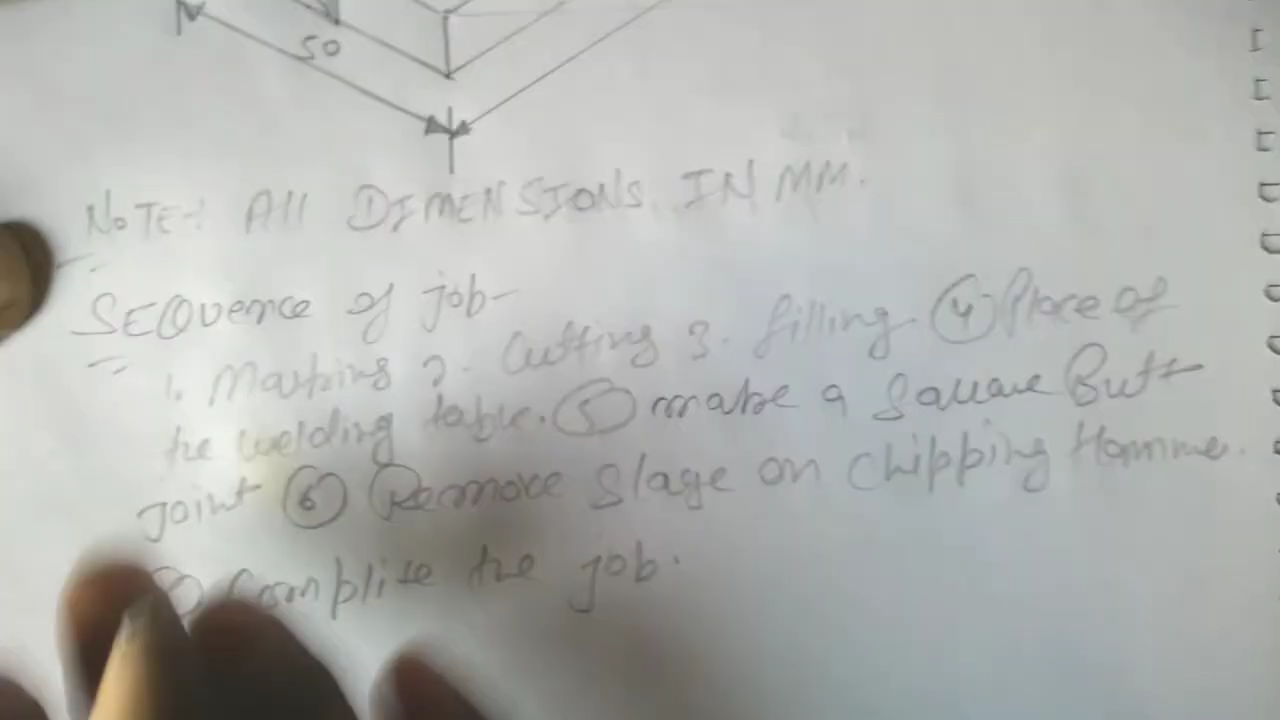 50
NOTE:- All DIMENSIONS IN MM.
SEQuence of job-
1. Marking 2. Cutting 3. filling. 4 Place of
the welding table. 5 make a Square Butt
joint 6 Remove Slage on Chipping Hamme.
Complite the job.